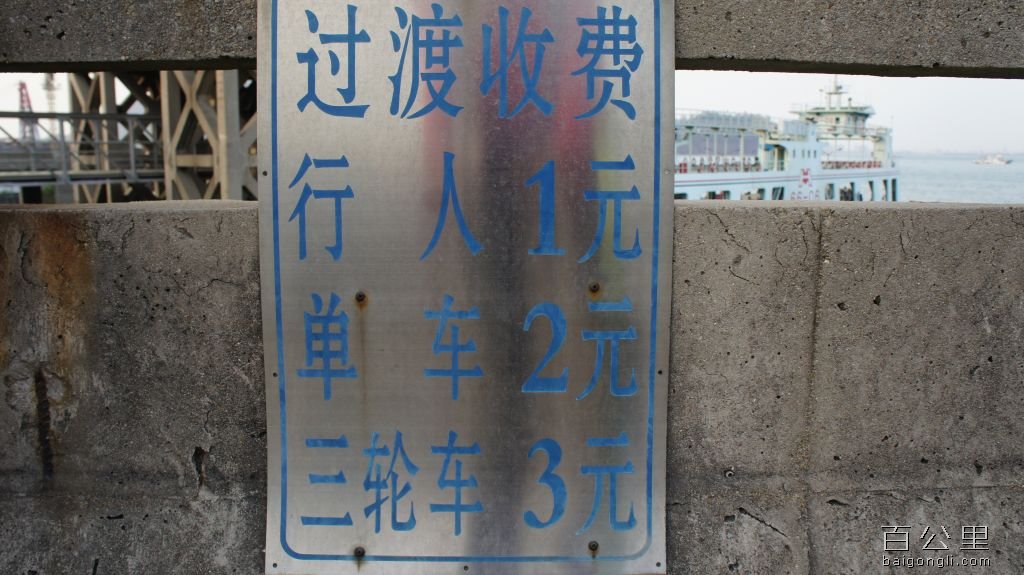 过渡收费
行人 1元
单车 2元
三轮车 3元
百公里
baigongli.com